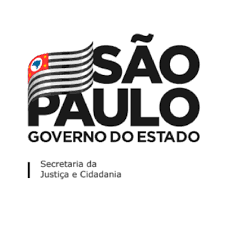 SÃO
PAULO
GOVERNO DO ESTADO
Secretaria da
Justiça e Cidadania